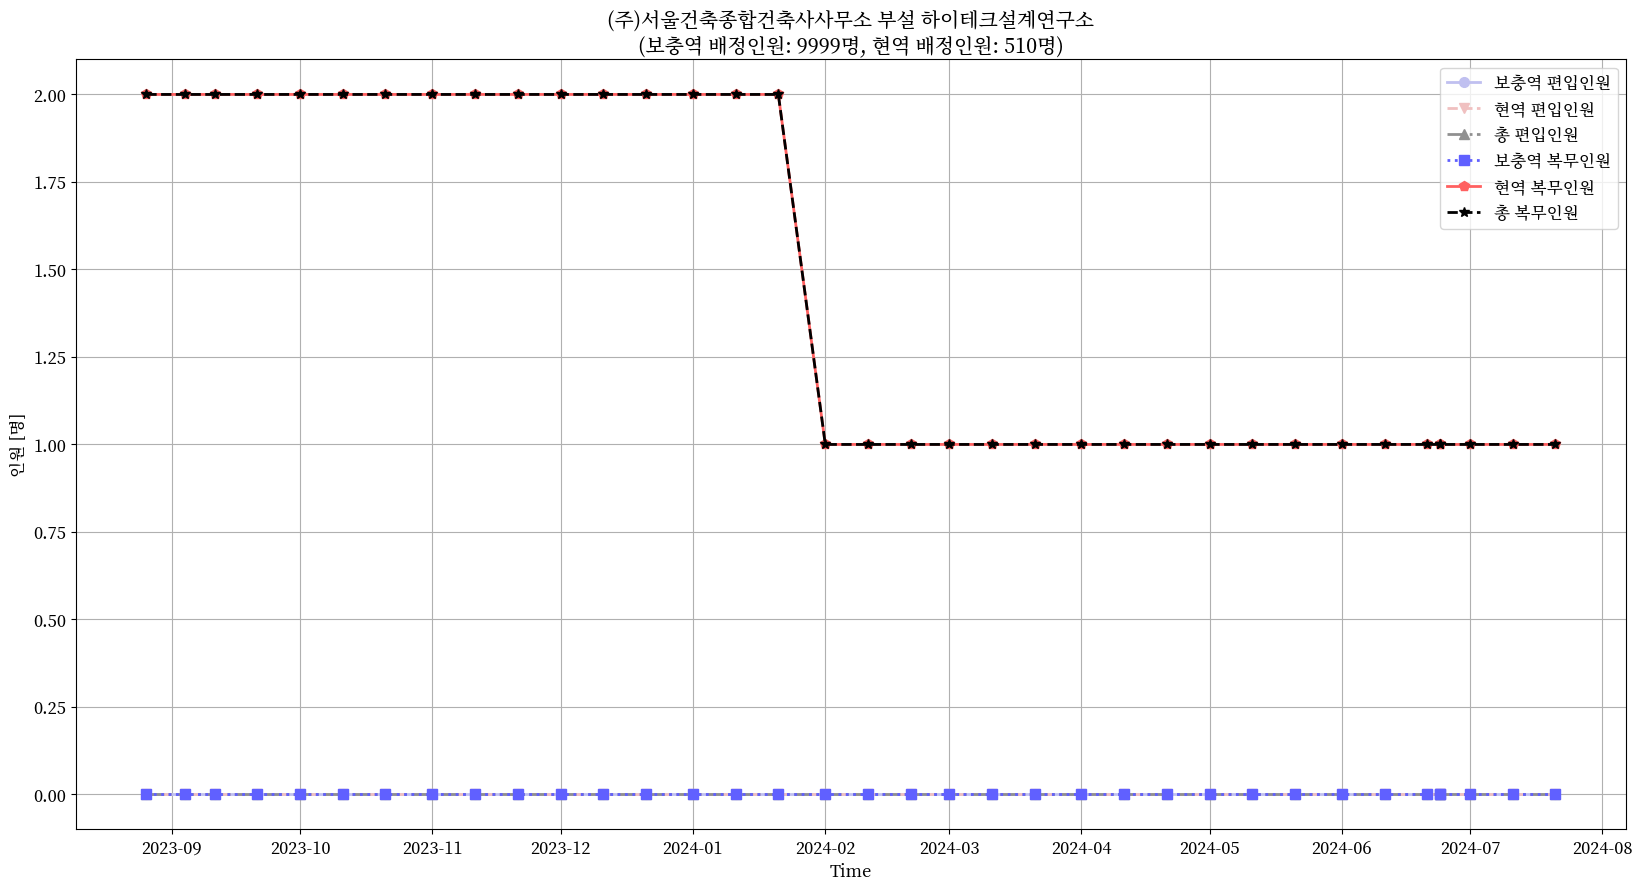 (주)서울건축종합건축사사무소 부설 하이테크설계연구소
(보충역 배정인원: 9999명, 현역 배정인원: 510명)
보충역 편입인원
현역 편입인원
총 편입인원
보충역 복무인원
현역 복무인원
총 복무인원
인원 [명]
2.00
1.75
1.50
1.25
1.00
0.75
0.50
0.25
0.00
2023-09 2023-10 2023-11 2023-12 2024-01 2024-02 2024-03 2024-04 2024-05 2024-06 2024-07 2024-08
Time